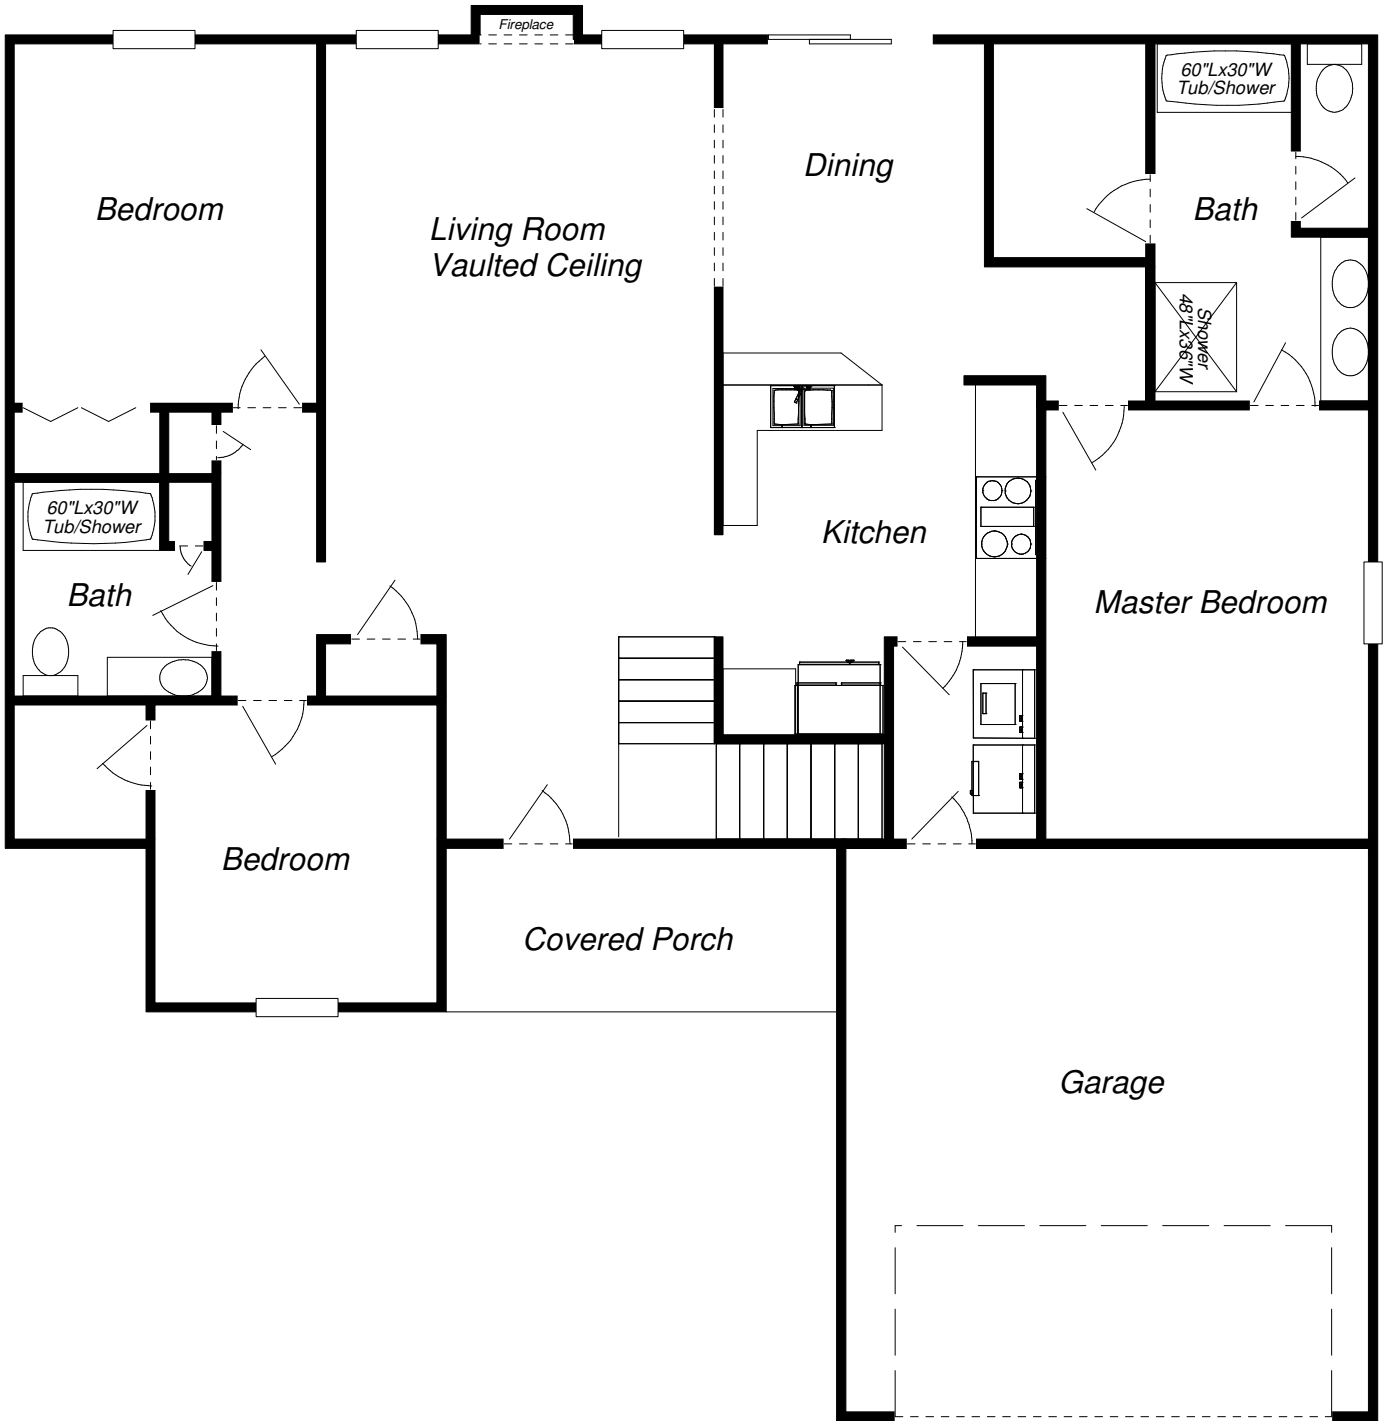 Fireplace
60"Lx30"W
Tub/Shower
Dining
Bedroom
Bath
Living Room
Vaulted Ceiling
Shower
48"Lx36"W
60"Lx30"W
Tub/Shower
Kitchen
Bath
Master Bedroom
Bedroom
Covered Porch
Garage